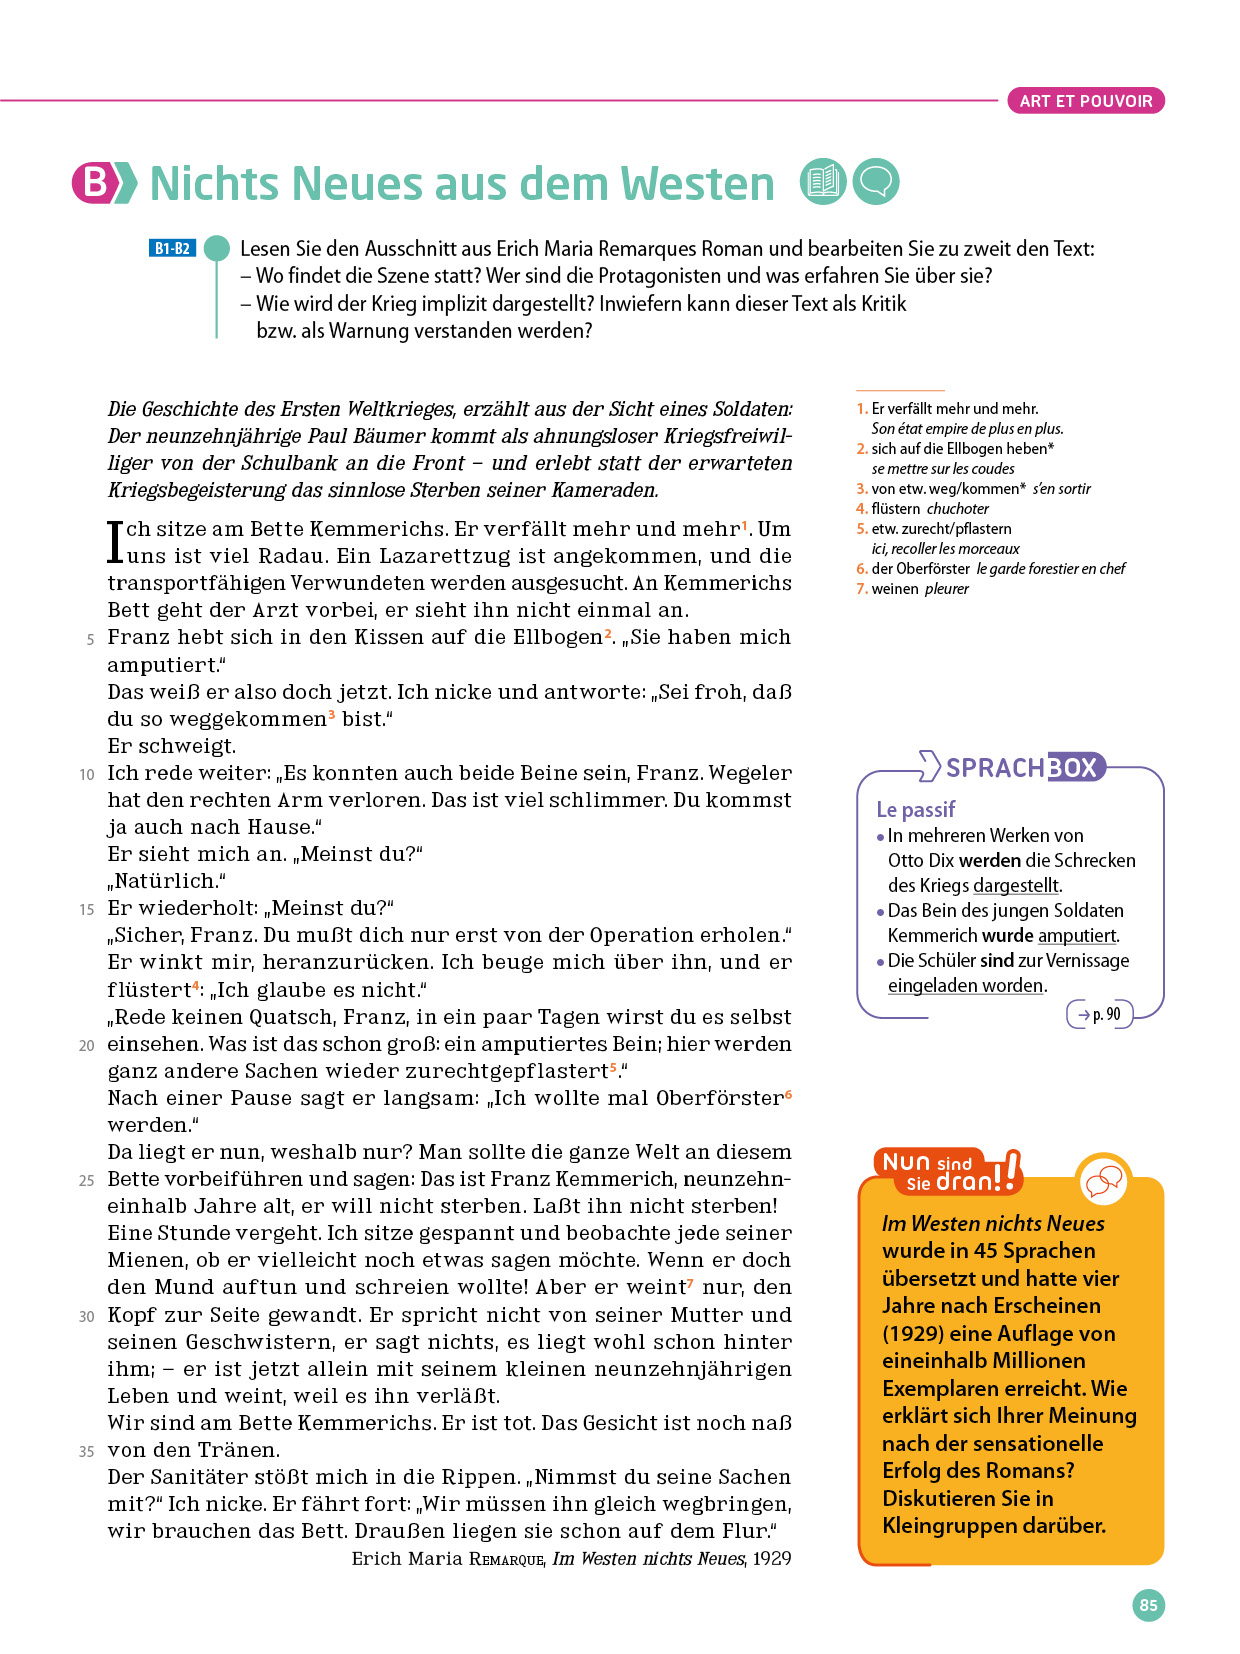 ART ET POUVOIR
B Nichts Neues aus dem Westen
B1-B2
Lesen Sie den Ausschnitt aus Erich Maria Remarques Roman und bearbeiten Sie zu zweit den Text:
– Wo findet die Szene statt? Wer sind die Protagonisten und was erfahren Sie über sie?
– Wie wird der Krieg implizit dargestellt? Inwiefern kann dieser Text als Kritik
bzw. als Warnung verstanden werden?
Die Geschichte des Ersten Weltkrieges, erzählt aus der Sicht eines Soldaten:
Der neunzehnjährige Paul Bäumer kommt als ahnungsloser Kriegsfreiwil-
liger von der Schulbank an die Front – und erlebt statt der erwarteten
Kriegsbegeisterung das sinnlose Sterben seiner Kameraden.
Ich sitze am Bette Kemmerichs. Er verfällt mehr und mehr1. Um
uns ist viel Radau. Ein Lazarettzug ist angekommen, und die
transportfähigen Verwundeten werden ausgesucht. An Kemmerichs
Bett geht der Arzt vorbei, er sieht ihn nicht einmal an.
5 Franz hebt sich in den Kissen auf die Ellbogen2. „Sie haben mich
amputiert.“
Das weiß er also doch jetzt. Ich nicke und antworte: „Sei froh, daß
du so weggekommen3 bist.“
Er schweigt.
10 Ich rede weiter: „Es konnten auch beide Beine sein, Franz. Wegeler
hat den rechten Arm verloren. Das ist viel schlimmer. Du kommst
ja auch nach Hause.“
Er sieht mich an. „Meinst du?“
„Natürlich.“
15 Er wiederholt: „Meinst du?“
„Sicher, Franz. Du mußt dich nur erst von der Operation erholen.“
Er winkt mir, heranzurücken. Ich beuge mich über ihn, und er
flüstert4: „Ich glaube es nicht.“
„Rede keinen Quatsch, Franz, in ein paar Tagen wirst du es selbst
20 einsehen. Was ist das schon groß: ein amputiertes Bein; hier werden
ganz andere Sachen wieder zurechtgepflastert5.“
Nach einer Pause sagt er langsam: „Ich wollte mal Oberförster6
werden.“
Da liegt er nun, weshalb nur? Man sollte die ganze Welt an diesem
25 Bette vorbeiführen und sagen: Das ist Franz Kemmerich, neunzehn-
einhalb Jahre alt, er will nicht sterben. Laßt ihn nicht sterben!
Eine Stunde vergeht. Ich sitze gespannt und beobachte jede seiner
Mienen, ob er vielleicht noch etwas sagen möchte. Wenn er doch
den Mund auftun und schreien wollte! Aber er weint7 nur, den
30 Kopf zur Seite gewandt. Er spricht nicht von seiner Mutter und
seinen Geschwistern, er sagt nichts, es liegt wohl schon hinter
ihm; – er ist jetzt allein mit seinem kleinen neunzehnjährigen
Leben und weint, weil es ihn verläßt.
Wir sind am Bette Kemmerichs. Er ist tot. Das Gesicht ist noch naß
35 von den Tränen.
Der Sanitäter stößt mich in die Rippen. „Nimmst du seine Sachen
mit?“ Ich nicke. Er fährt fort: „Wir müssen ihn gleich wegbringen,
wir brauchen das Bett. Draußen liegen sie schon auf dem Flur.“
Erich Maria REMARQUE, Im Westen nichts Neues, 1929
1. Er verfällt mehr und mehr.
Son état empire de plus en plus.
2. sich auf die Ellbogen heben*
se mettre sur les coudes
3. von etw. weg/kommen* s’en sortir
4. flüstern chuchoter
5. etw. zurecht/pflastern
ici, recoller les morceaux
6. der Oberförster le garde forestier en chef
7. weinen pleurer
SPRACHBOX
Le passif
• In mehreren Werken von
Otto Dix werden die Schrecken
des Kriegs dargestellt.
• Das Bein des jungen Soldaten
Kemmerich wurde amputiert.
• Die Schüler sind zur Vernissage
eingeladen worden.
→ p. 90
Nun sind
Sie dran!!
Im Westen nichts Neues
wurde in 45 Sprachen
übersetzt und hatte vier
Jahre nach Erscheinen
(1929) eine Auflage von
eineinhalb Millionen
Exemplaren erreicht. Wie
erklärt sich Ihrer Meinung
nach der sensationelle
Erfolg des Romans?
Diskutieren Sie in
Kleingruppen darüber.
85